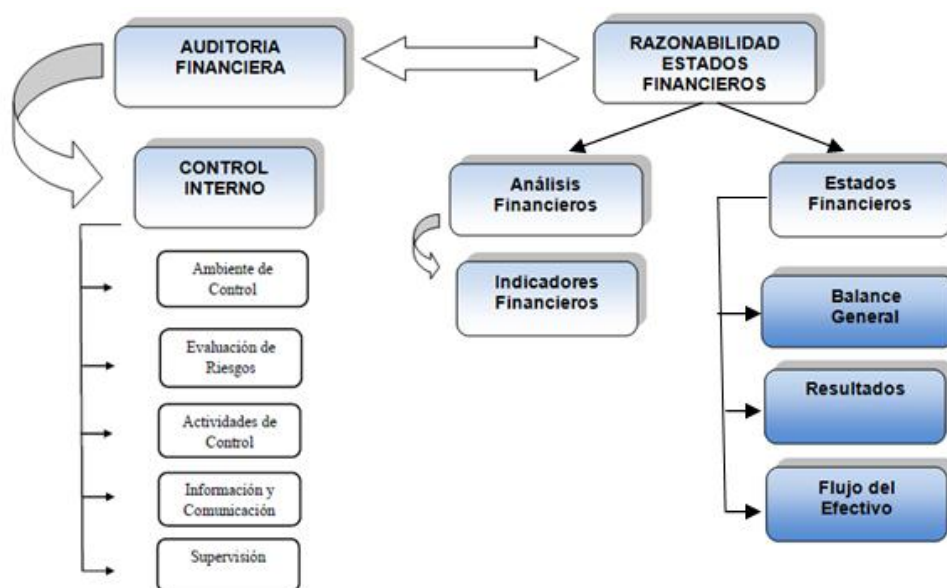 AUDITORIA
FINANCIERA
RAZONABILIDAD
ESTADOS
FINANCIEROS
CONTROL
INTERNO
Ambiente de
Control
Evaluación de
Riesgos
Actividades de
Control
Información y
Comunicación
Supervisión
Análisis
Financieros
Indicadores
Financieros
Estados
Financieros
Balance
General
Resultados
Flujo del
Efectivo